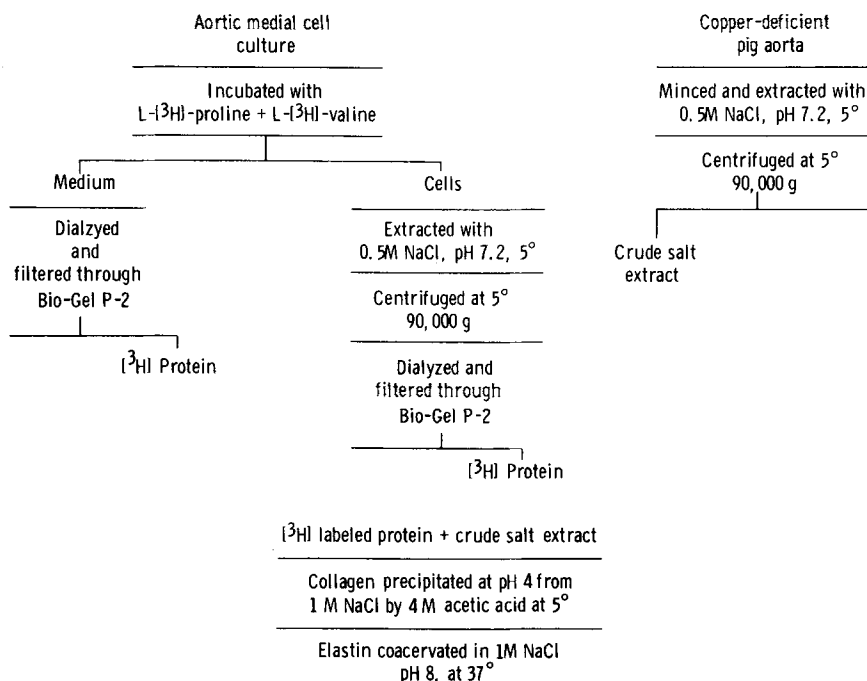 Aortic medial cell
culture
Incubated with
L-[³H]-proline + L-[³H]-valine
Medium
Dialzyed
and
filtered through
Bio-Gel P-2
[³H] Protein
Cells
Extracted with
0.5M NaCl, pH 7.2, 5°
Centrifuged at 5°
90,000 g
Dialyzed and
filtered through
Bio-Gel P-2
[³H] Protein
Copper-deficient
pig aorta
Minced and extracted with
0.5M NaCl, pH 7.2, 5°
Centrifuged at 5°
90,000 g
Crude salt
extract
[³H] labeled protein + crude salt extract
Collagen precipitated at pH 4 from
1 M NaCl by 4 M acetic acid at 5°
Elastin coacervated in 1M NaCl
pH 8, at 37°